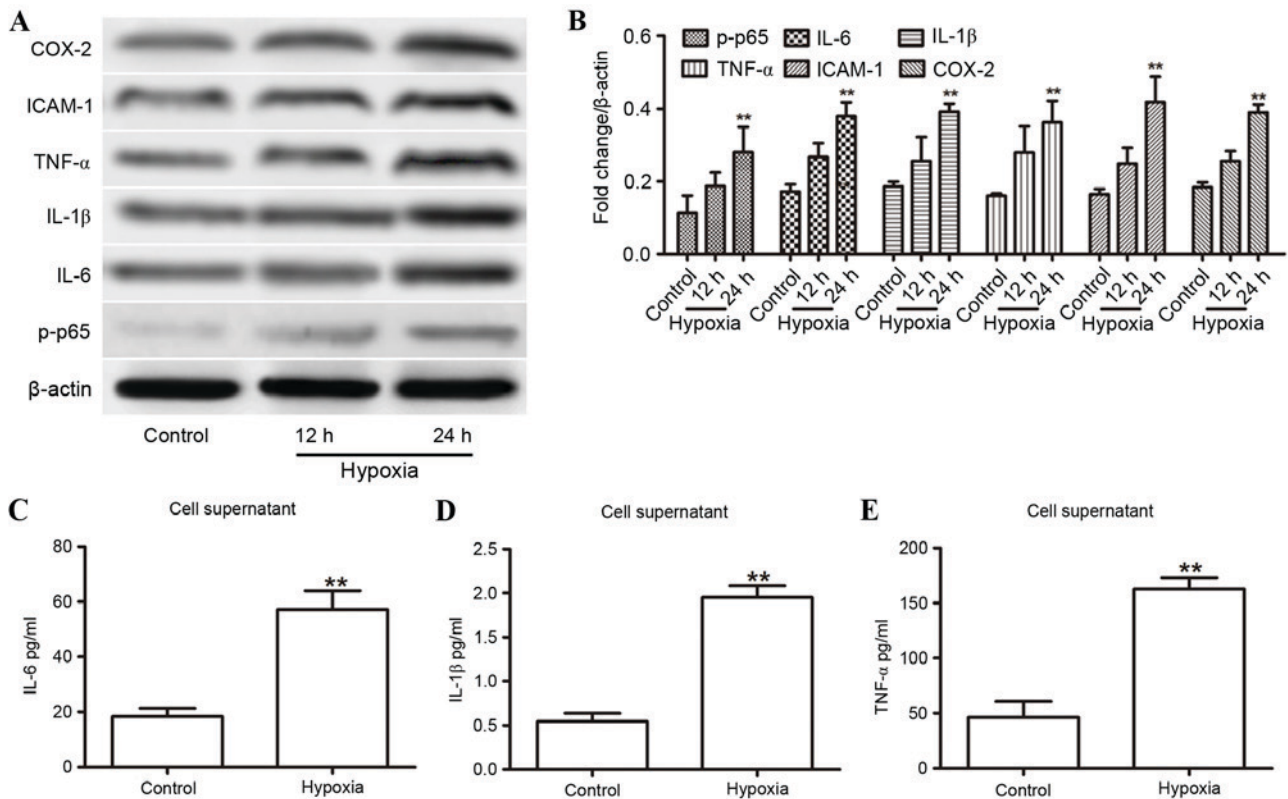 A
COX-2
ICAM-1
TNF-α
IL-1β
IL-6
p-p65
β-actin
Control 12 h 24 h
Hypoxia
B
p-p65 IL-6 IL-1β
TNF-α ICAM-1 COX-2
Fold change/β-actin
0.6
0.4
0.2
0.0
** ** ** ** ** **
Control 12 h 24 h Control 12 h 24 h Control 12 h 24 h Control 12 h 24 h Control 12 h 24 h Control 12 h 24 h
Hypoxia Hypoxia Hypoxia Hypoxia Hypoxia Hypoxia
C
Cell supernatant
IL-6 pg/ml
80
60
40
20
0
**
Control Hypoxia
D
Cell supernatant
IL-1β pg/ml
2.5
2.0
1.5
1.0
0.5
0.0
**
Control Hypoxia
E
Cell supernatant
TNF-α pg/ml
200
150
100
50
0
**
Control Hypoxia